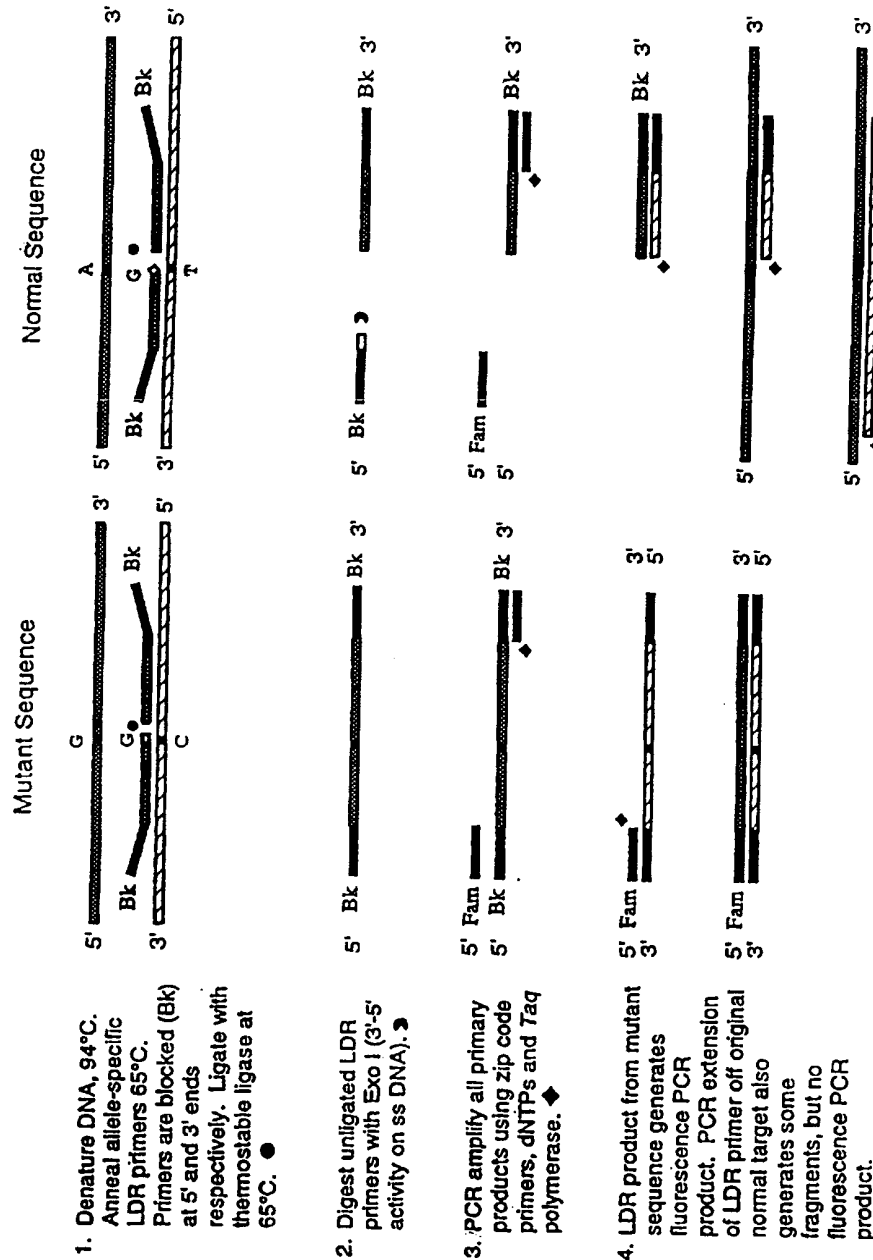 Mutant Sequence
Normal Sequence
1. Denature DNA, 94°C.
Anneal allele-specific
LDR primers 65°C.
Primers are blocked (Bk)
at 5' and 3' ends
respectively. Ligate with
thermostable ligase at
65°C. ●
G
5' 3'
Bk G Bk
3' 5'
C
A
5' 3'
Bk G Bk
3' 5'
T
2. Digest unligated LDR
primers with Exo I (3'-5'
activity on ss DNA).
5' Bk Bk 3'
5' Bk Bk 3'
3. PCR amplify all primary
products using zip code
primers, dNTPs and Taq
polymerase. ◆
5' Fam
5' Bk Bk 3'
5' Fam
5' Bk 3'
4. LDR product from mutant
sequence generates
fluorescence PCR
product. PCR extension
of LDR primer off original
normal target also
generates some
fragments, but no
fluorescence PCR
product.
5' Fam 3'
3' 5'
5' Fam 3'
3' 5'
Bk 3'
5' 3'
5' 3'